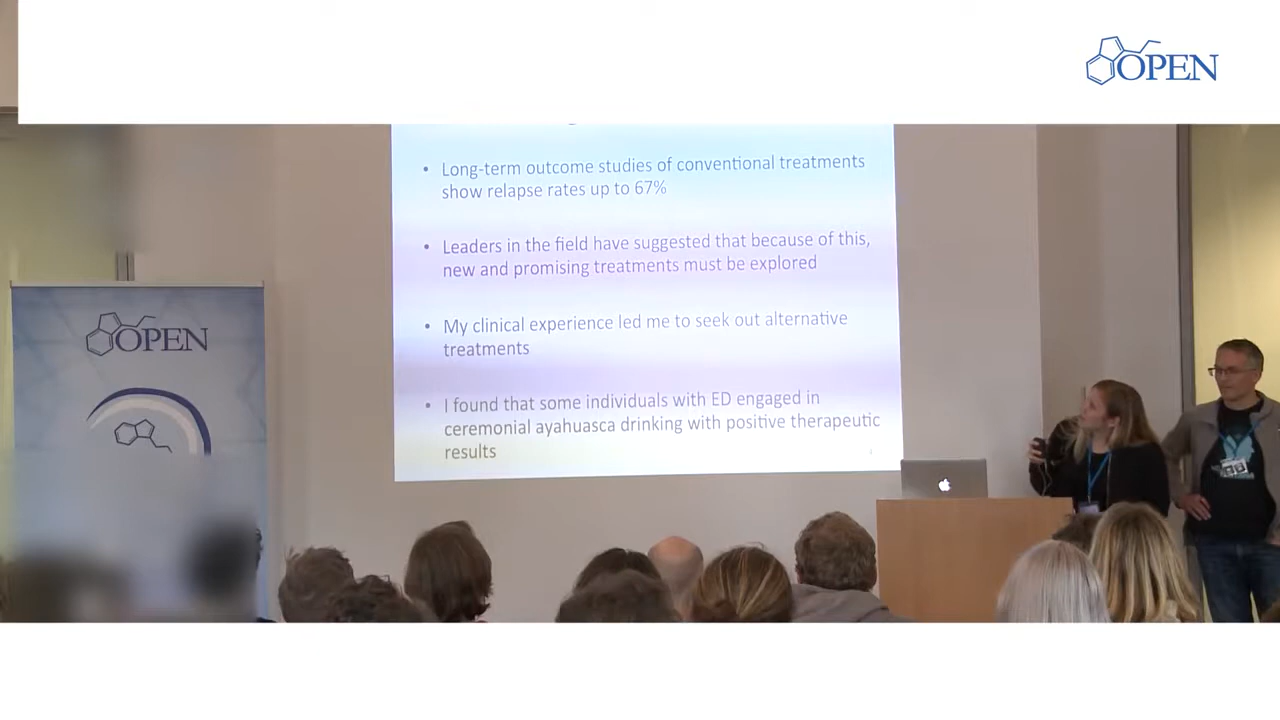 OPEN
• Long-term outcome studies of conventional treatments
show relapse rates up to 67%
• Leaders in the field have suggested that because of this,
new and promising treatments must be explored
• My clinical experience led me to seek out alternative
treatments
• I found that some individuals with ED engaged in
ceremonial ayahuasca drinking with positive therapeutic
results
OPEN